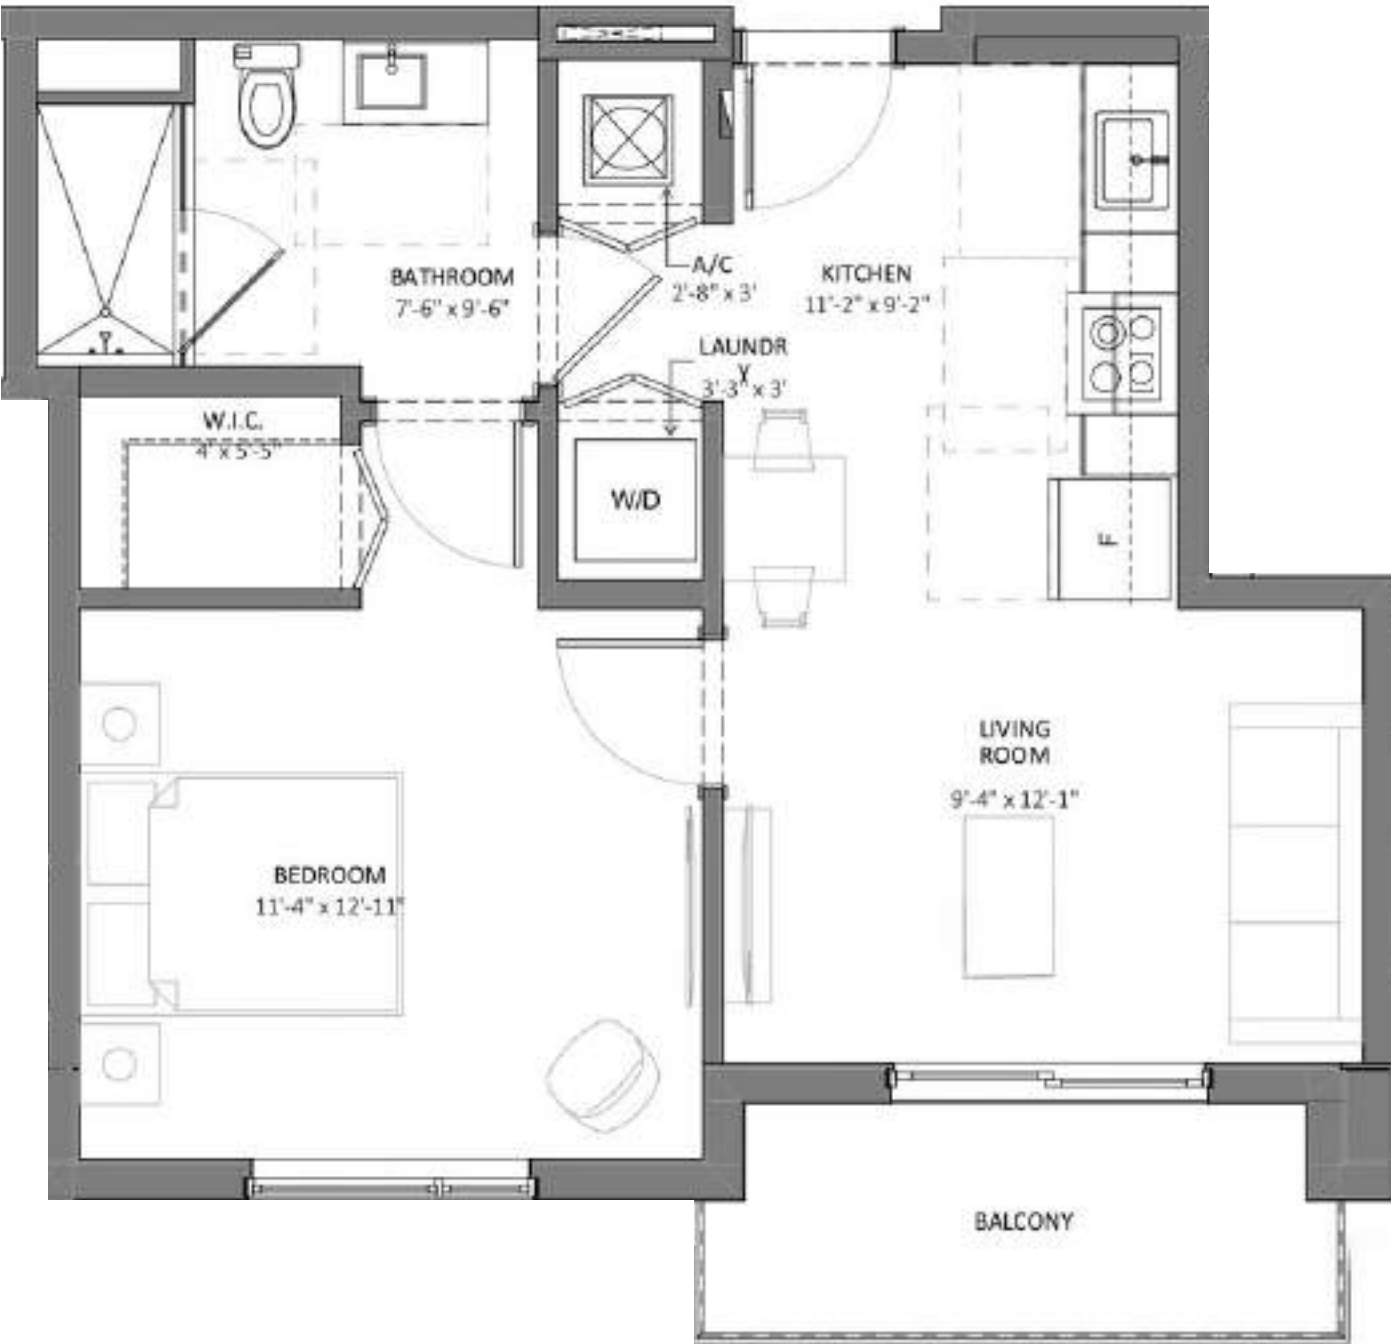 BATHROOM
7'-6" x 9'-6"
A/C
2'-8" x 3'
KITCHEN
11'-2" x 9'-2"
LAUNDR
Y
3'-3" x 3'
W.I.C.
4' x 5'-5"
W/D
F
LIVING
ROOM
9'-4" x 12'-1"
BEDROOM
11'-4" x 12'-11"
BALCONY